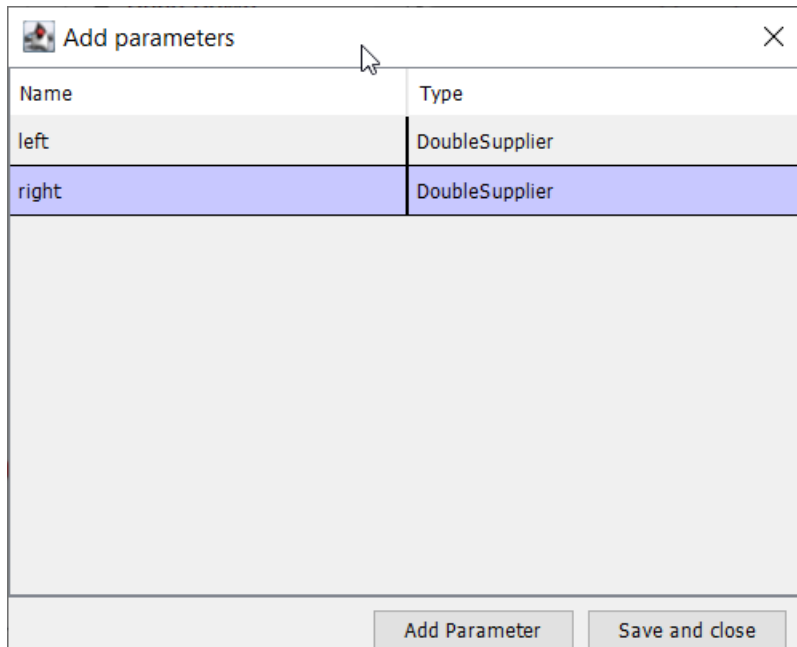 Add parameters
Name Type
left DoubleSupplier
right DoubleSupplier
Add Parameter Save and close